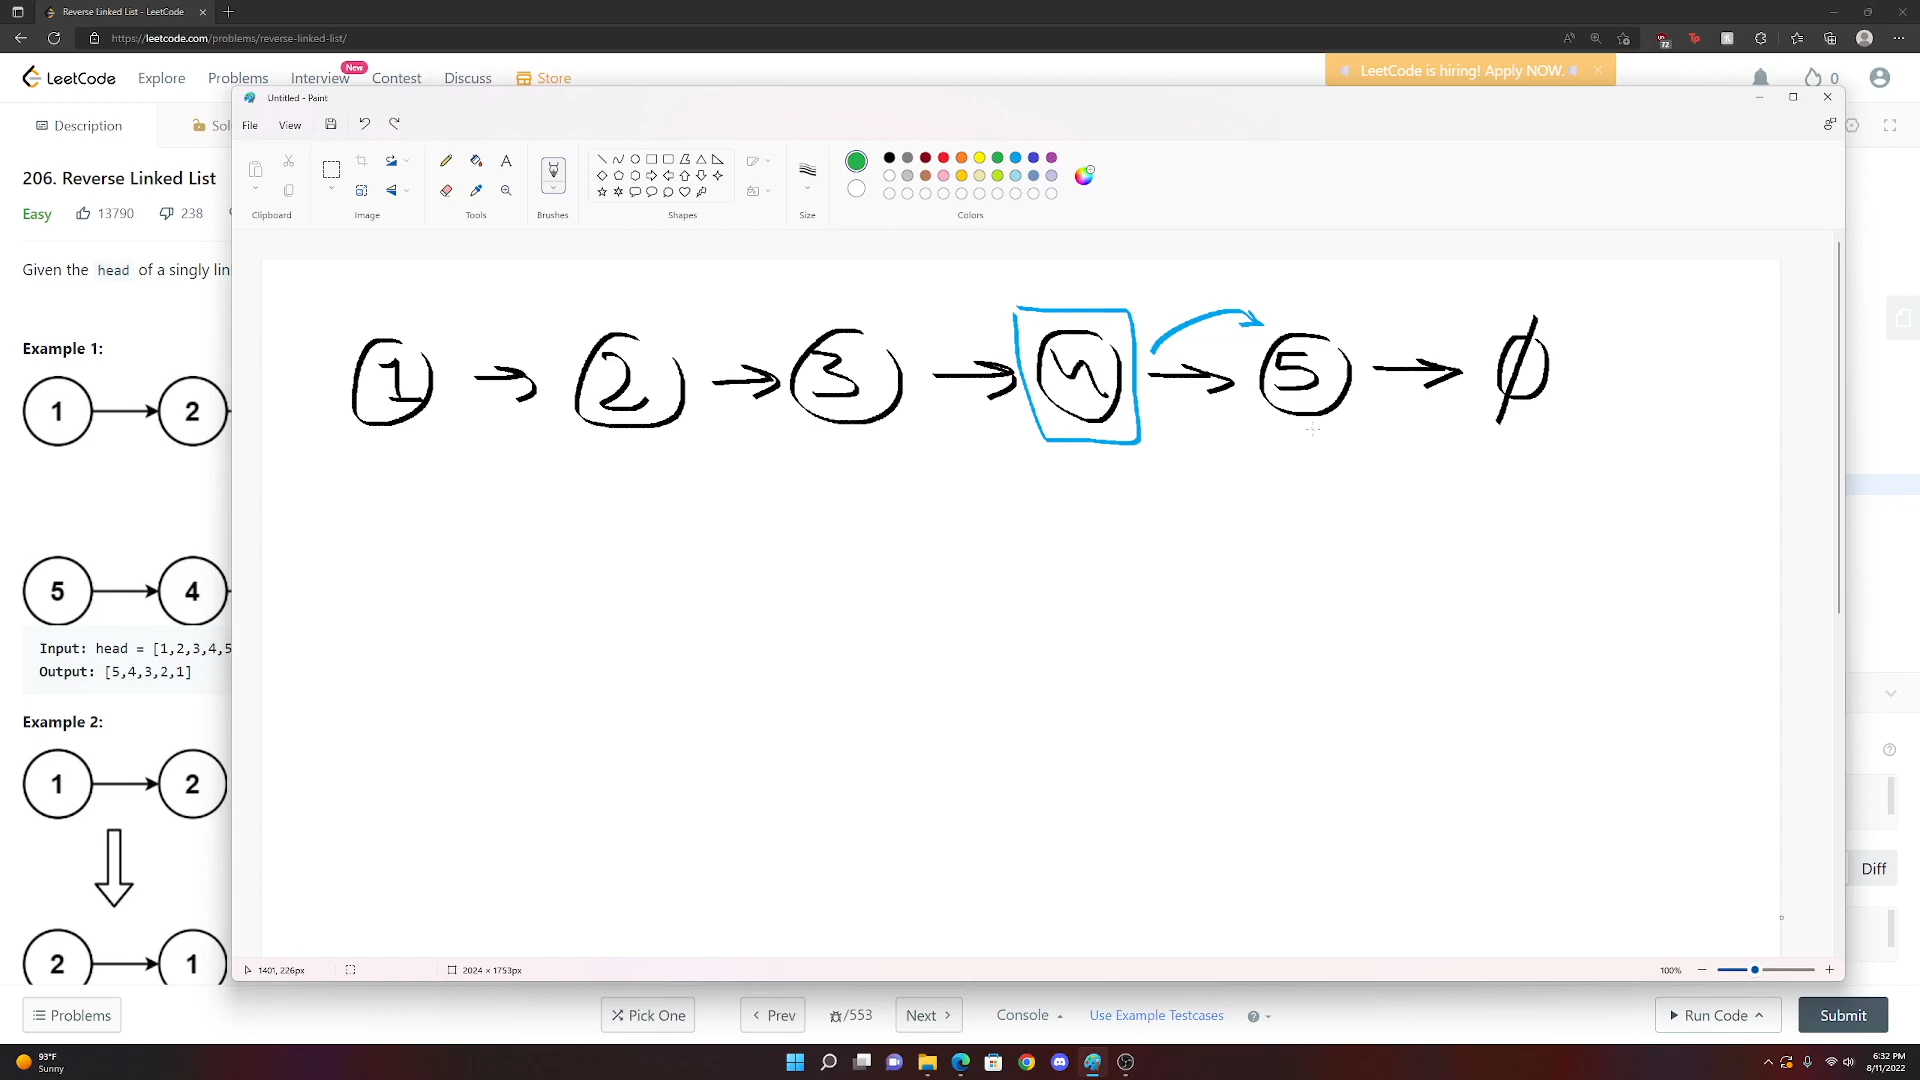 Reverse Linked List - LeetCode
https://leetcode.com/problems/reverse-linked-list/
72
LeetCode Explore Problems Interview New Contest Discuss Store
LeetCode is hiring! Apply NOW.
0
Untitled - Paint
Description
File View
Clipboard Image Tools Brushes Shapes Size Colors
206. Reverse Linked List
Easy 13790 238
Given the head of a singly lin
Example 1:
1 2
5 4
Input: head = [1,2,3,4,5
Output: [5,4,3,2,1]
Example 2:
1 2
2 1
1 → 2 → 3 → 4 → 5 → ∅
Diff
1401, 226px
2024 × 1753px
100%
Problems
Pick One
Prev
/553
Next
Console
Use Example Testcases
Run Code
Submit
93°F
Sunny
6:32 PM
8/11/2022